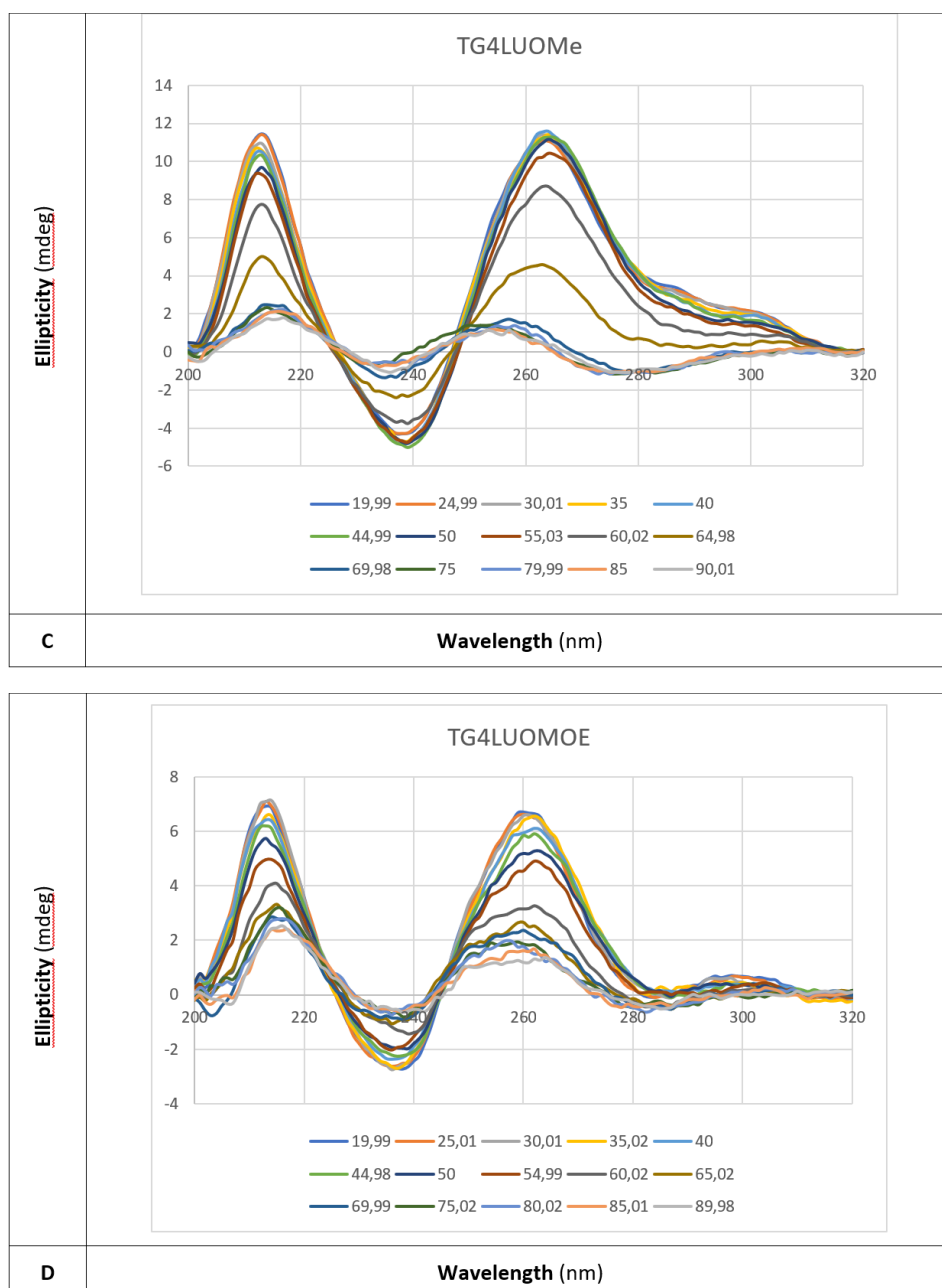 TG4LUOMe
Ellipticity (mdeg)
14
12
10
8
6
4
2
0
-2
-4
-6
200 220 240 260 280 300 320
19,99 24,99 30,01 35 40
44,99 50 55,03 60,02 64,98
69,98 75 79,99 85 90,01
C Wavelength (nm)
TG4LUOMOE
Ellipticity (mdeg)
8
6
4
2
0
-2
-4
200 220 240 260 280 300 320
19,99 25,01 30,01 35,02 40
44,98 50 54,99 60,02 65,02
69,99 75,02 80,02 85,01 89,98
D Wavelength (nm)